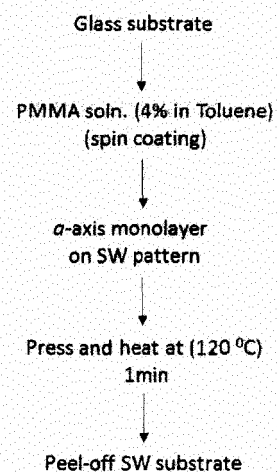 Glass substrate
PMMA soln. (4% in Toluene)
(spin coating)
a-axis monolayer
on SW pattern
Press and heat at (120 ⁰C)
1min
Peel-off SW substrate